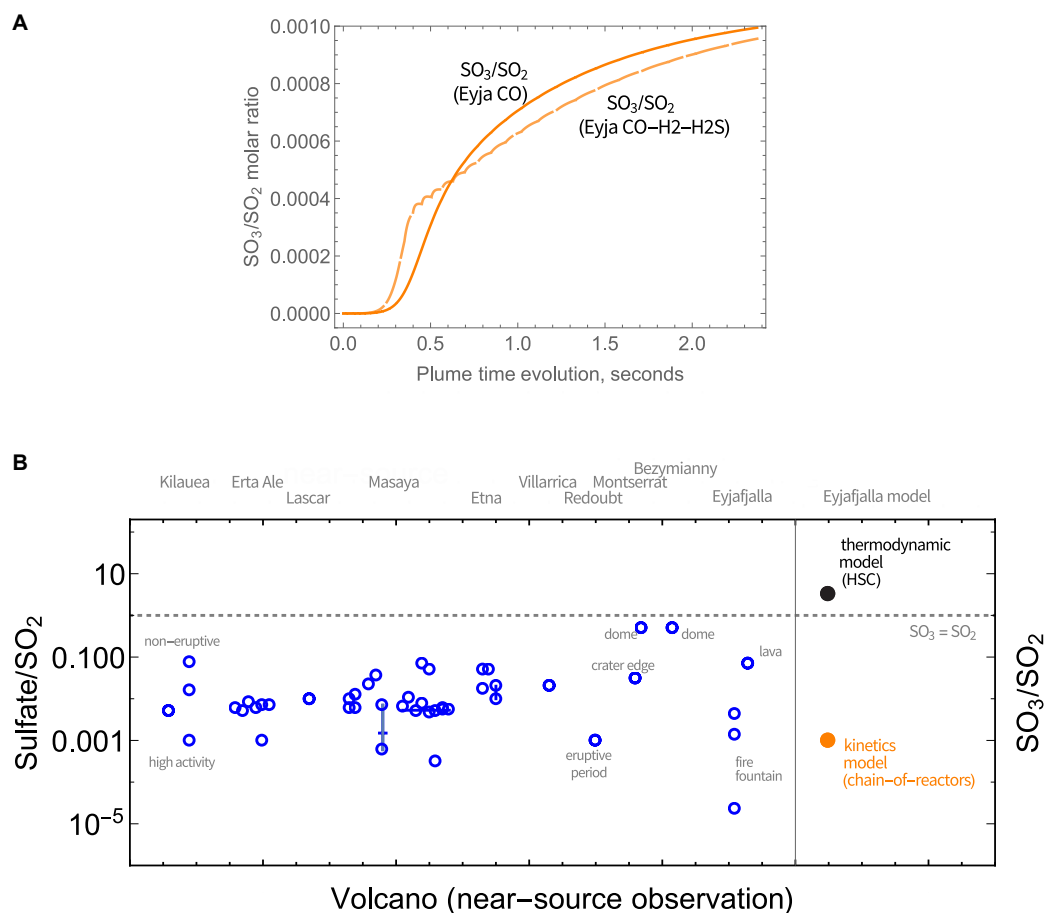 A
SO3/SO2 molar ratio
0.0010
0.0008
0.0006
0.0004
0.0002
0.0000
SO3/SO2
(Eyja CO)
SO3/SO2
(Eyja CO−H2−H2S)
0.0
0.5
1.0
1.5
2.0
Plume time evolution, seconds
B
Kilauea
Erta Ale
Lascar
Masaya
Etna
Villarrica
Redoubt
Montserrat
Bezymianny
Eyjafjalla
Eyjafjalla model
Sulfate/SO2
10
0.100
0.001
10−5
non−eruptive
high activity
eruptive
period
dome
dome
crater edge
lava
fire
fountain
thermodynamic
model
(HSC)
SO3 = SO2
kinetics
model
(chain−of−reactors)
SO3/SO2
Volcano (near−source observation)